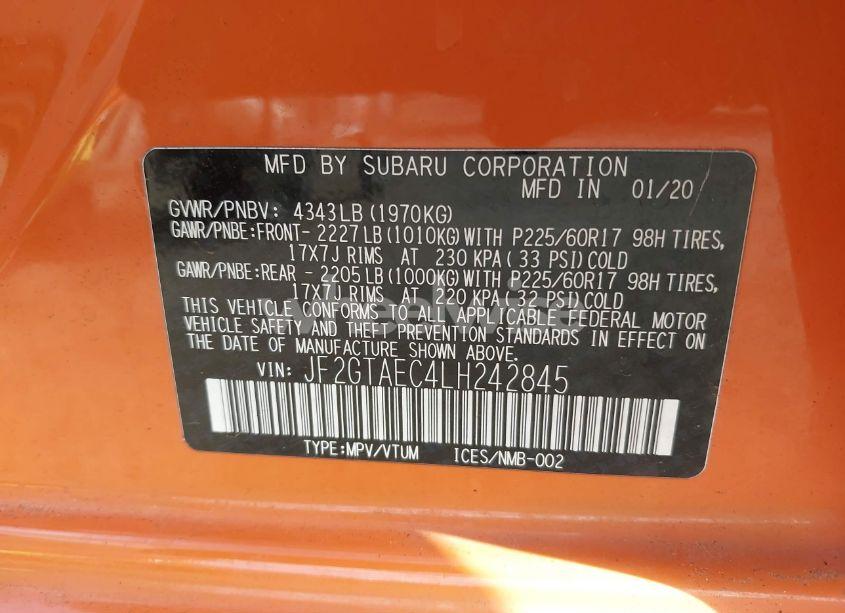 MFD BY SUBARU CORPORATION
MFD IN 01/20
GVWR/PNBV: 4343LB(1970KG)
GAWR/PNBE:FRONT- 2227LB(1010KG)WITH P225/60R17 98H TIRES,
17X7J RIMS AT 230 KPA( 33 PSI)COLD
GAWR/PNBE:REAR - 2205LB(1000KG)WITH P225/60R17 98H TIRES,
17X7J RIMS AT 220 KPA( 32 PSI)COLD
THIS VEHICLE CONFORMS TO ALL APPLICABLE FEDERAL MOTOR
VEHICLE SAFETY AND THEFT PREVENTION STANDARDS IN EFFECT ON
THE DATE OF MANUFACTURE SHOWN ABOVE.
VIN: JF2GTAEC4LH242845
TYPE:MPV/VTUM ICES/NMB-002